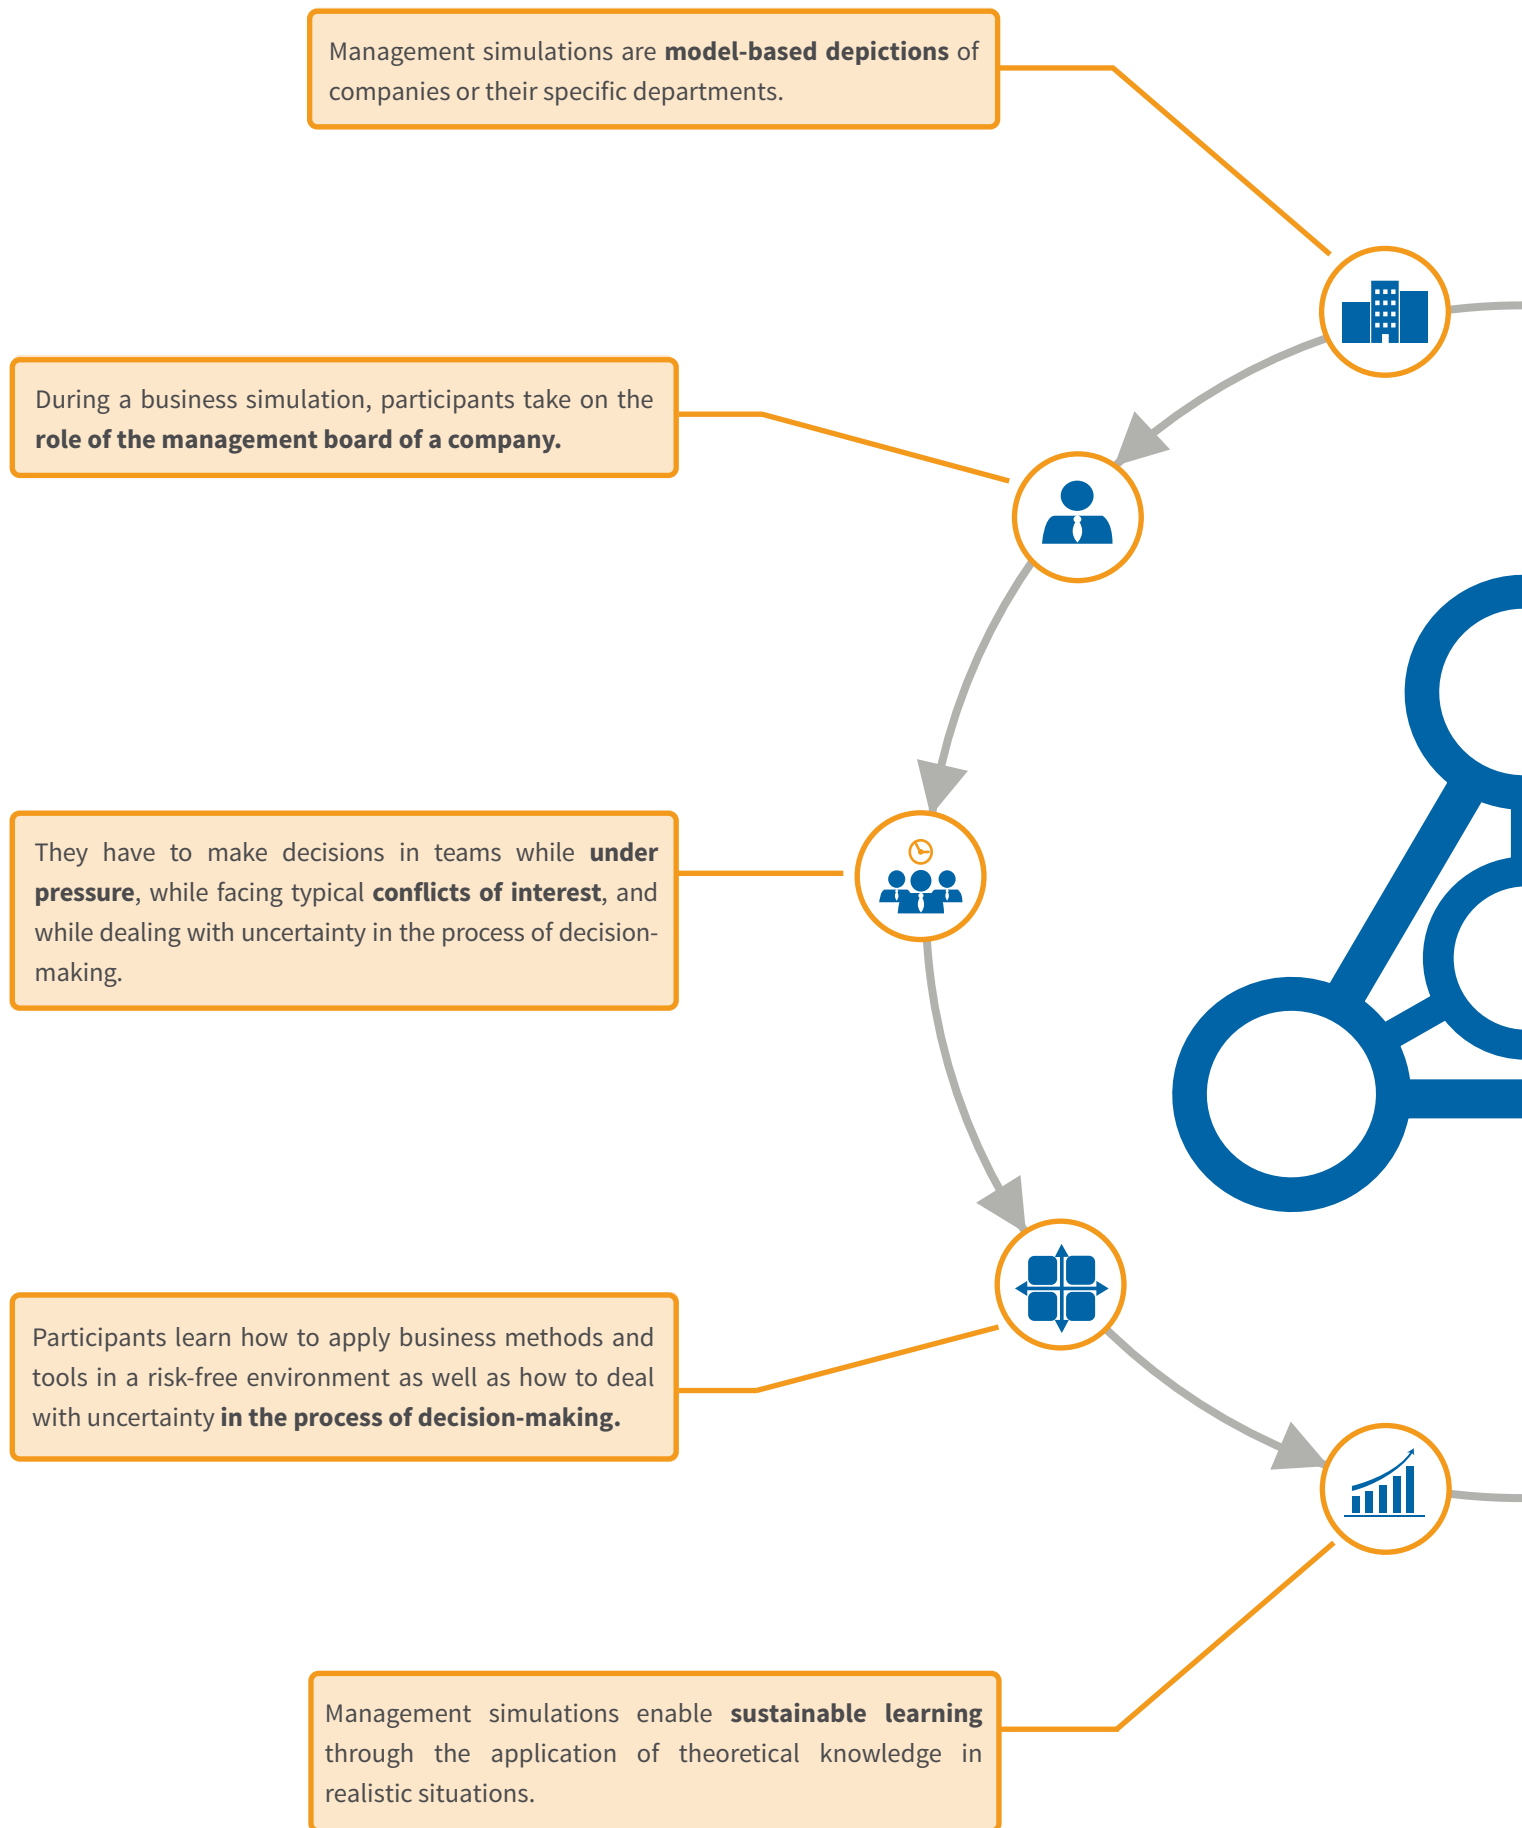 Management simulations are model-based depictions of
companies or their specific departments.
During a business simulation, participants take on the
role of the management board of a company.
They have to make decisions in teams while under
pressure, while facing typical conflicts of interest, and
while dealing with uncertainty in the process of decision-
making.
Participants learn how to apply business methods and
tools in a risk-free environment as well as how to deal
with uncertainty in the process of decision-making.
Management simulations enable sustainable learning
through the application of theoretical knowledge in
realistic situations.